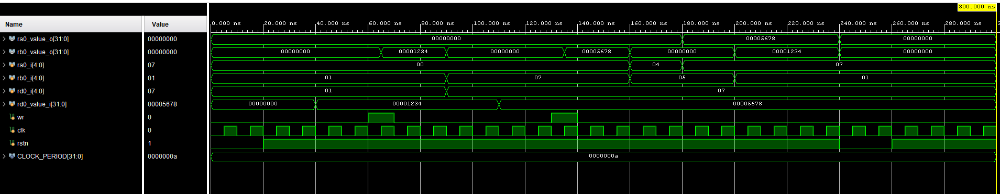 300.000 ns
Name Value
0.000 ns 20.000 ns 40.000 ns 60.000 ns 80.000 ns 100.000 ns 120.000 ns 140.000 ns 160.000 ns 180.000 ns 200.000 ns 220.000 ns 240.000 ns 260.000 ns 280.000 ns
ra0_value_o[31:0] 00000000 00000000 00005678 00000000
rb0_value_o[31:0] 00000000 00000000 00001234 00000000 00005678 00000000 00001234 00000000
ra0_i[4:0] 07 00 04 07
rb0_i[4:0] 01 01 07 05 01
rd0_i[4:0] 07 01 07
rd0_value_i[31:0] 00005678 00000000 00001234 00005678
wr 0
clk 0
rstn 1
CLOCK_PERIOD[31:0] 0000000a 0000000a